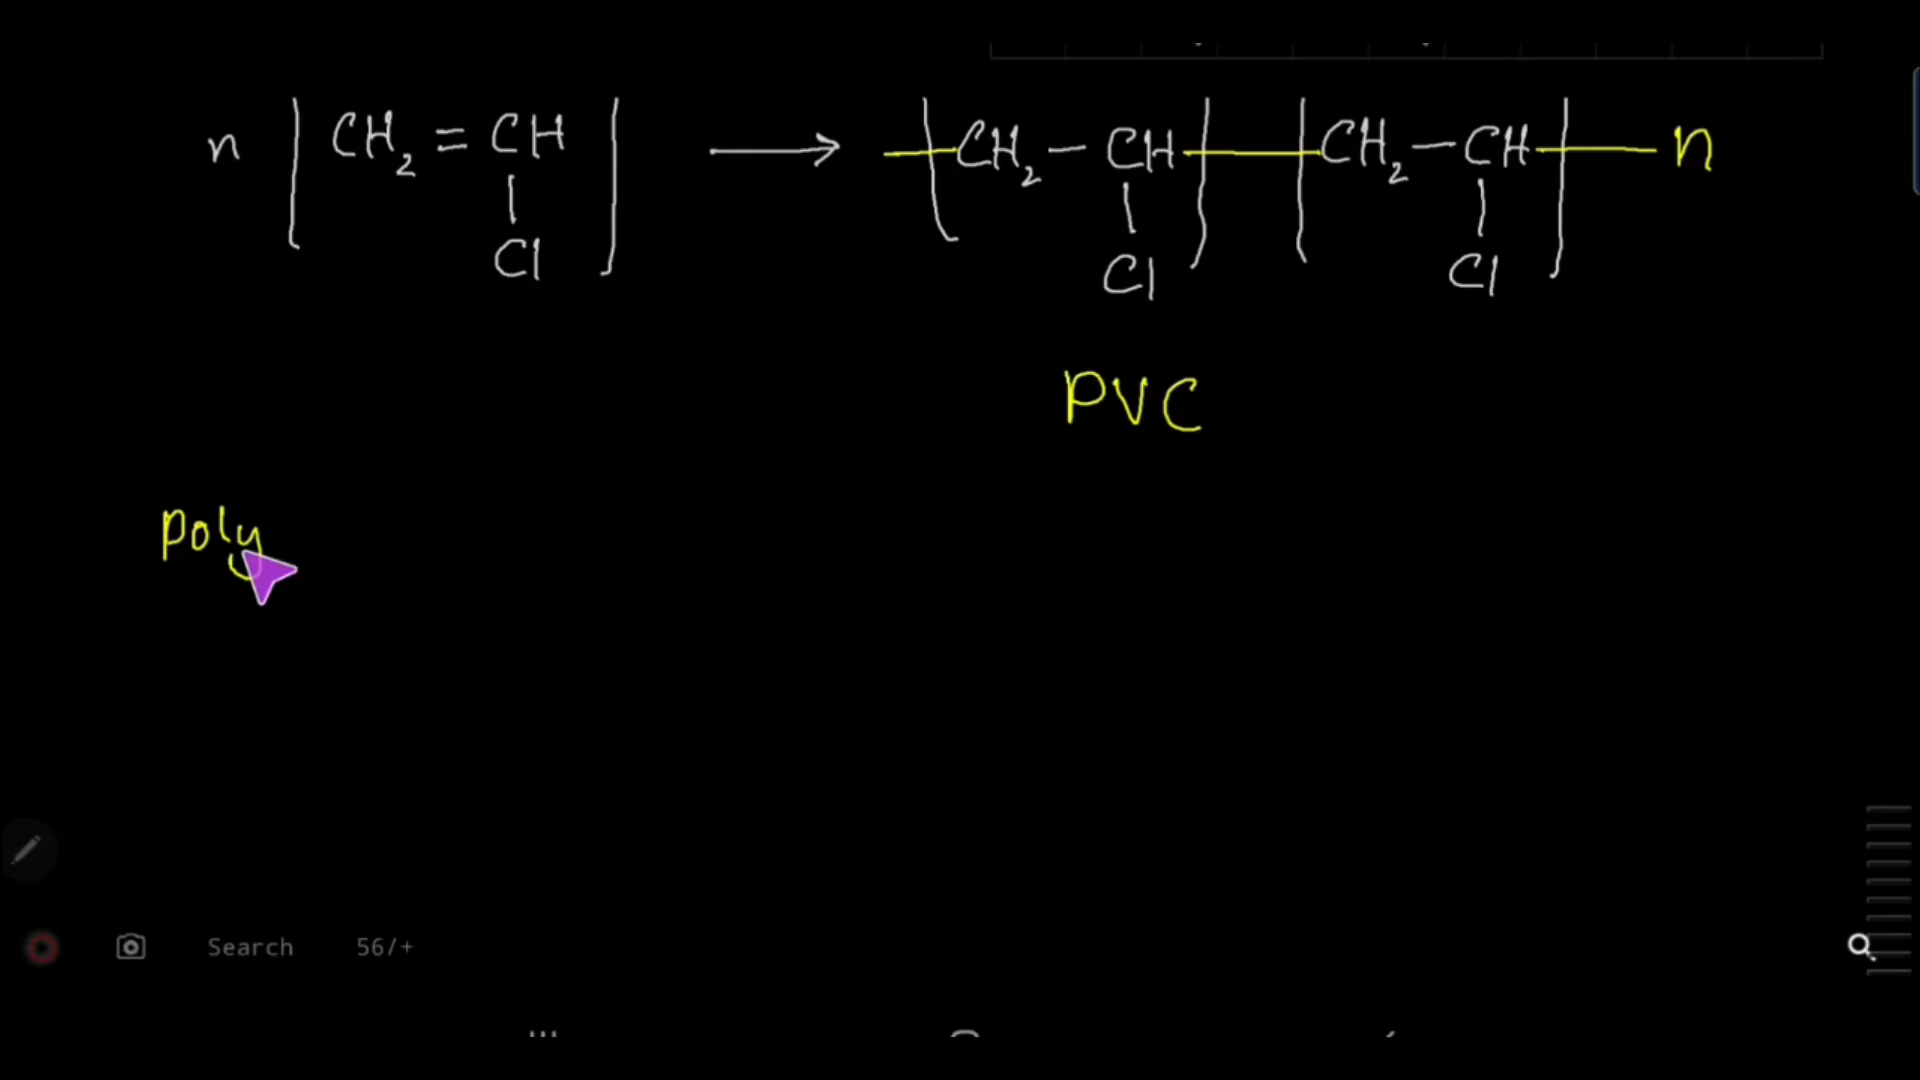 n | CH₂ = CH | ⟶ —|—CH₂ — CH—|—|—CH₂ — CH—|— n
| | |
Cl Cl Cl
PVC
Poly
Search 56/+